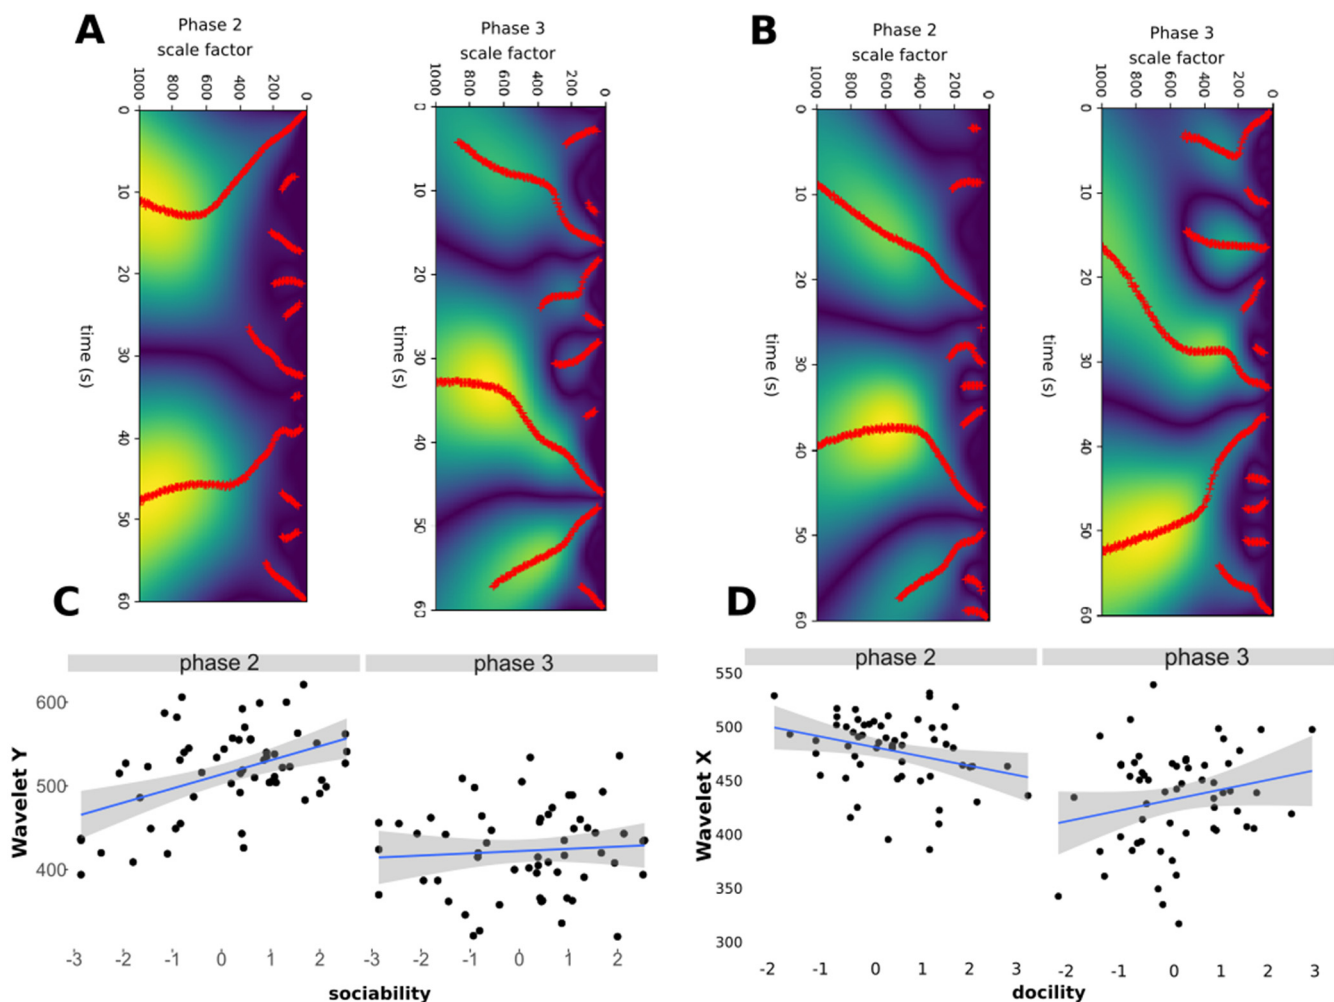 A
Phase 2
scale factor
1000
800
600
400
200
0
0
10
20
30
40
50
60
time (s)
Phase 3
scale factor
1000
800
600
400
200
0
0
10
20
30
40
50
60
time (s)
B
Phase 2
scale factor
1000
800
600
400
200
0
0
10
20
30
40
50
60
time (s)
Phase 3
scale factor
1000
800
600
400
200
0
0
10
20
30
40
50
60
time (s)
C
phase 2
phase 3
Wavelet Y
600
500
400
-3 -2 -1 0 1 2 -3 -2 -1 0 1 2
sociability
D
phase 2
phase 3
Wavelet X
550
500
450
400
350
300
-2 -1 0 1 2 3 -2 -1 0 1 2 3
docility